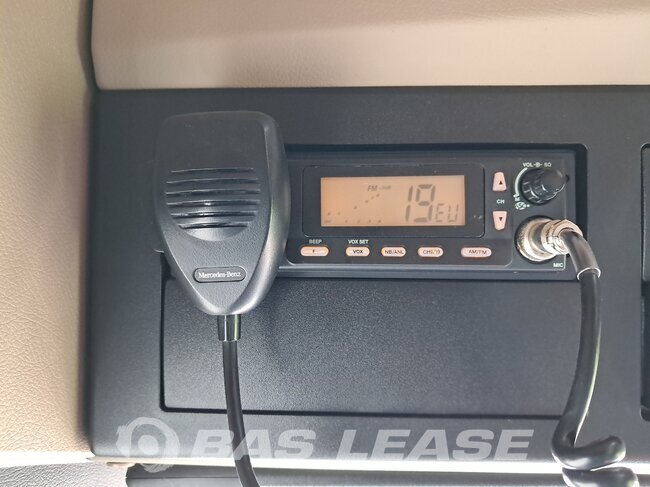 FM
19 EU
VOL SQ
CH
BEEP
F
VOX SET
VOX
NB/ANL
CH9/19
AM/FM
MIC
Mercedes-Benz
BAS LEASE